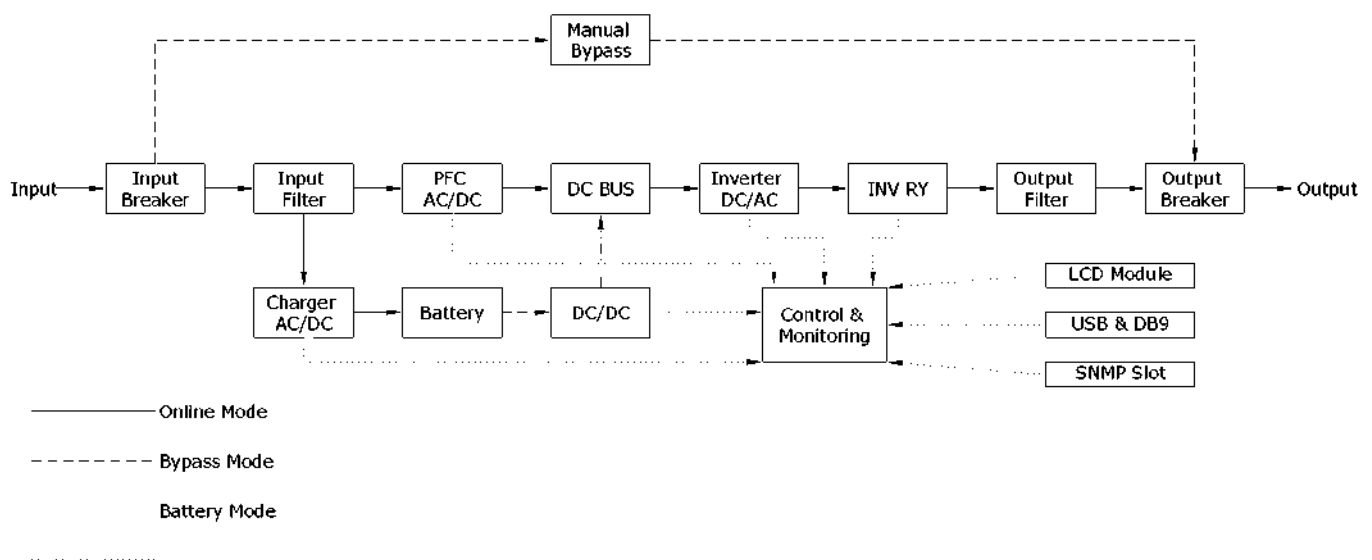 Manual
Bypass
Input
Input
Breaker
Input
Filter
PFC
AC/DC
DC BUS
Inverter
DC/AC
INV RY
Output
Filter
Output
Breaker
Output
Charger
AC/DC
Battery
DC/DC
Control &
Monitoring
LCD Module
USB & DB9
SNMP Slot
Online Mode
Bypass Mode
Battery Mode